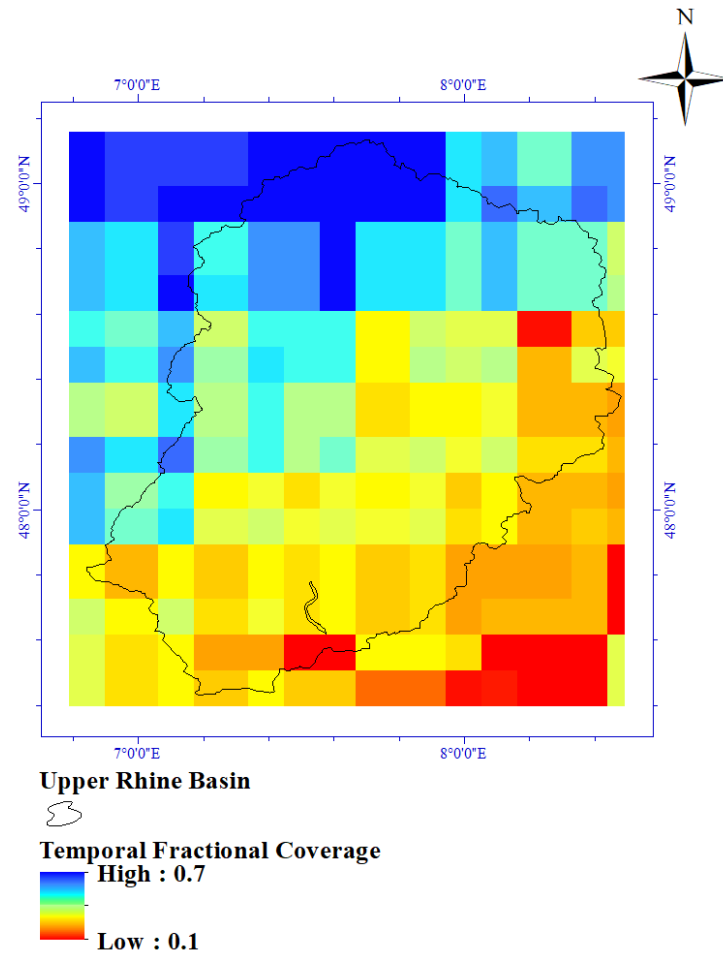 N
7°0'0"E 8°0'0"E
49°0'0"N 49°0'0"N
48°0'0"N 48°0'0"N
7°0'0"E 8°0'0"E
Upper Rhine Basin
Temporal Fractional Coverage
High : 0.7
Low : 0.1